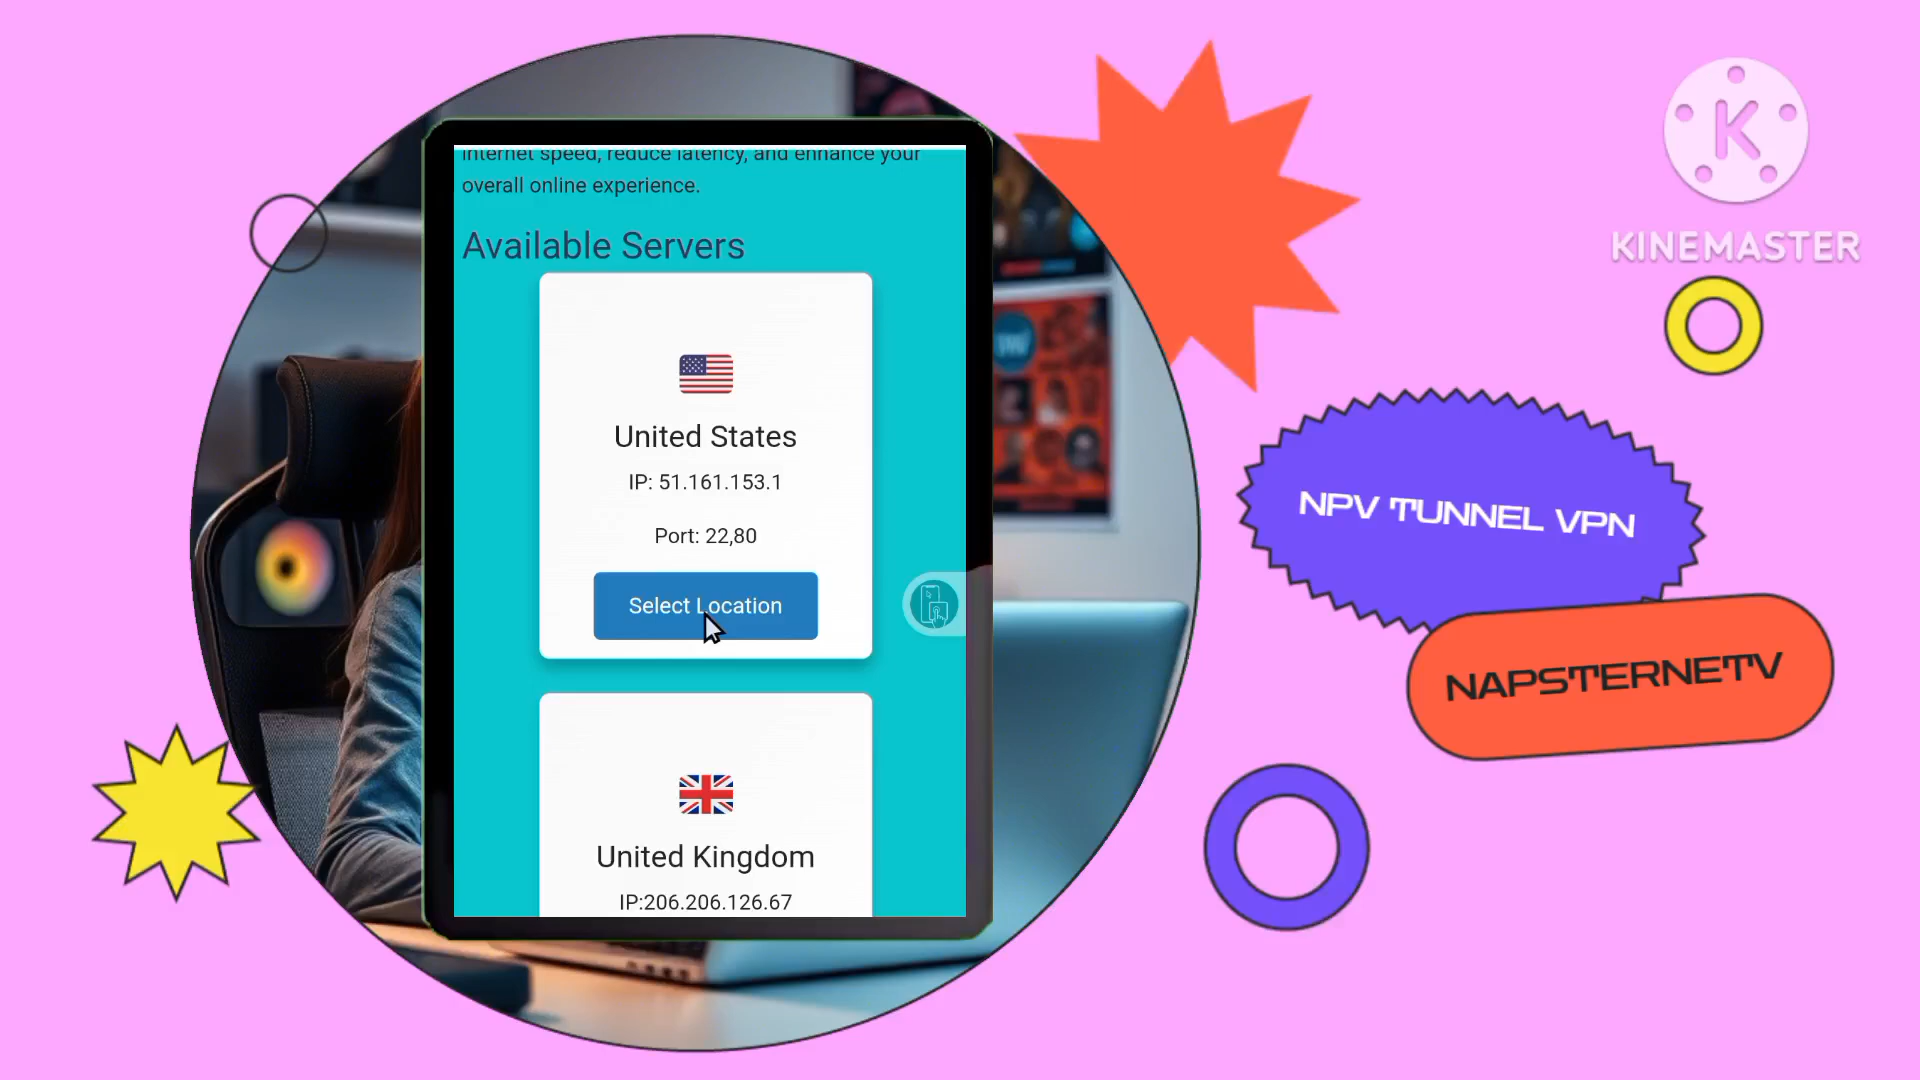 internet speed, reduce latency, and enhance your
overall online experience.
Available Servers
United States
IP: 51.161.153.1
Port: 22,80
Select Location
United Kingdom
IP:206.206.126.67
K
KINEMASTER
NPV TUNNEL VPN
NAPSTERNETV